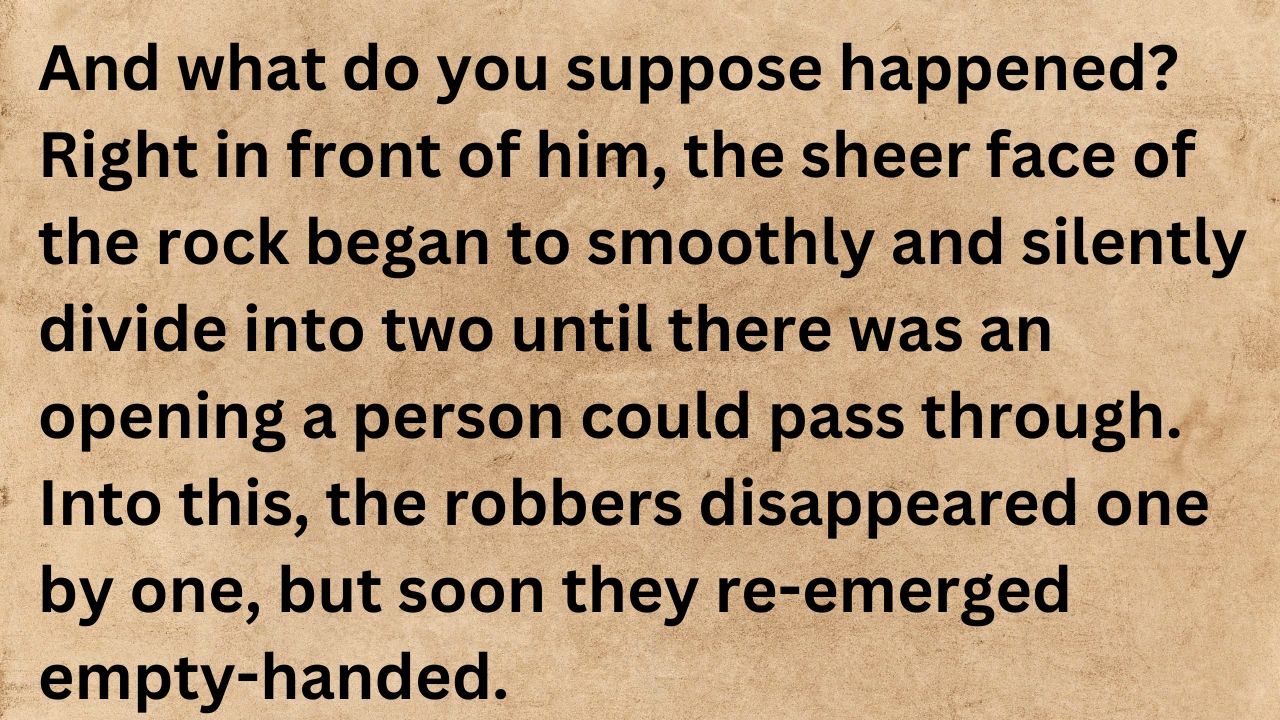 And what do you suppose happened?
Right in front of him, the sheer face of
the rock began to smoothly and silently
divide into two until there was an
opening a person could pass through.
Into this, the robbers disappeared one
by one, but soon they re-emerged
empty-handed.